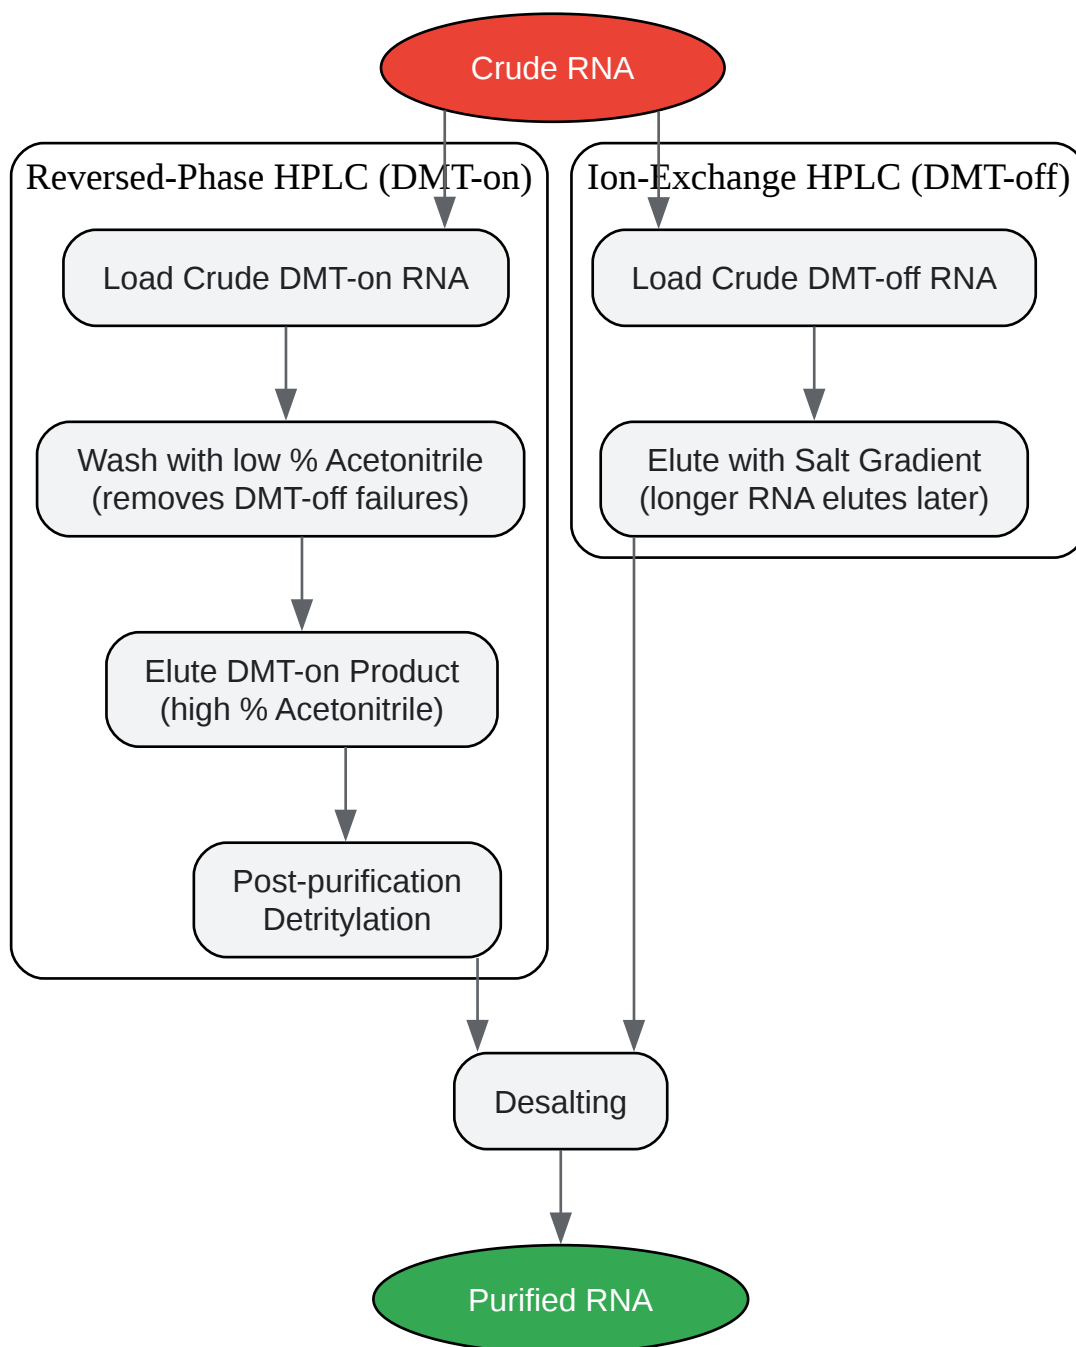 Crude RNA
Reversed-Phase HPLC (DMT-on)
Load Crude DMT-on RNA
Wash with low % Acetonitrile
(removes DMT-off failures)
Elute DMT-on Product
(high % Acetonitrile)
Post-purification
Detritylation
Ion-Exchange HPLC (DMT-off)
Load Crude DMT-off RNA
Elute with Salt Gradient
(longer RNA elutes later)
Desalting
Purified RNA